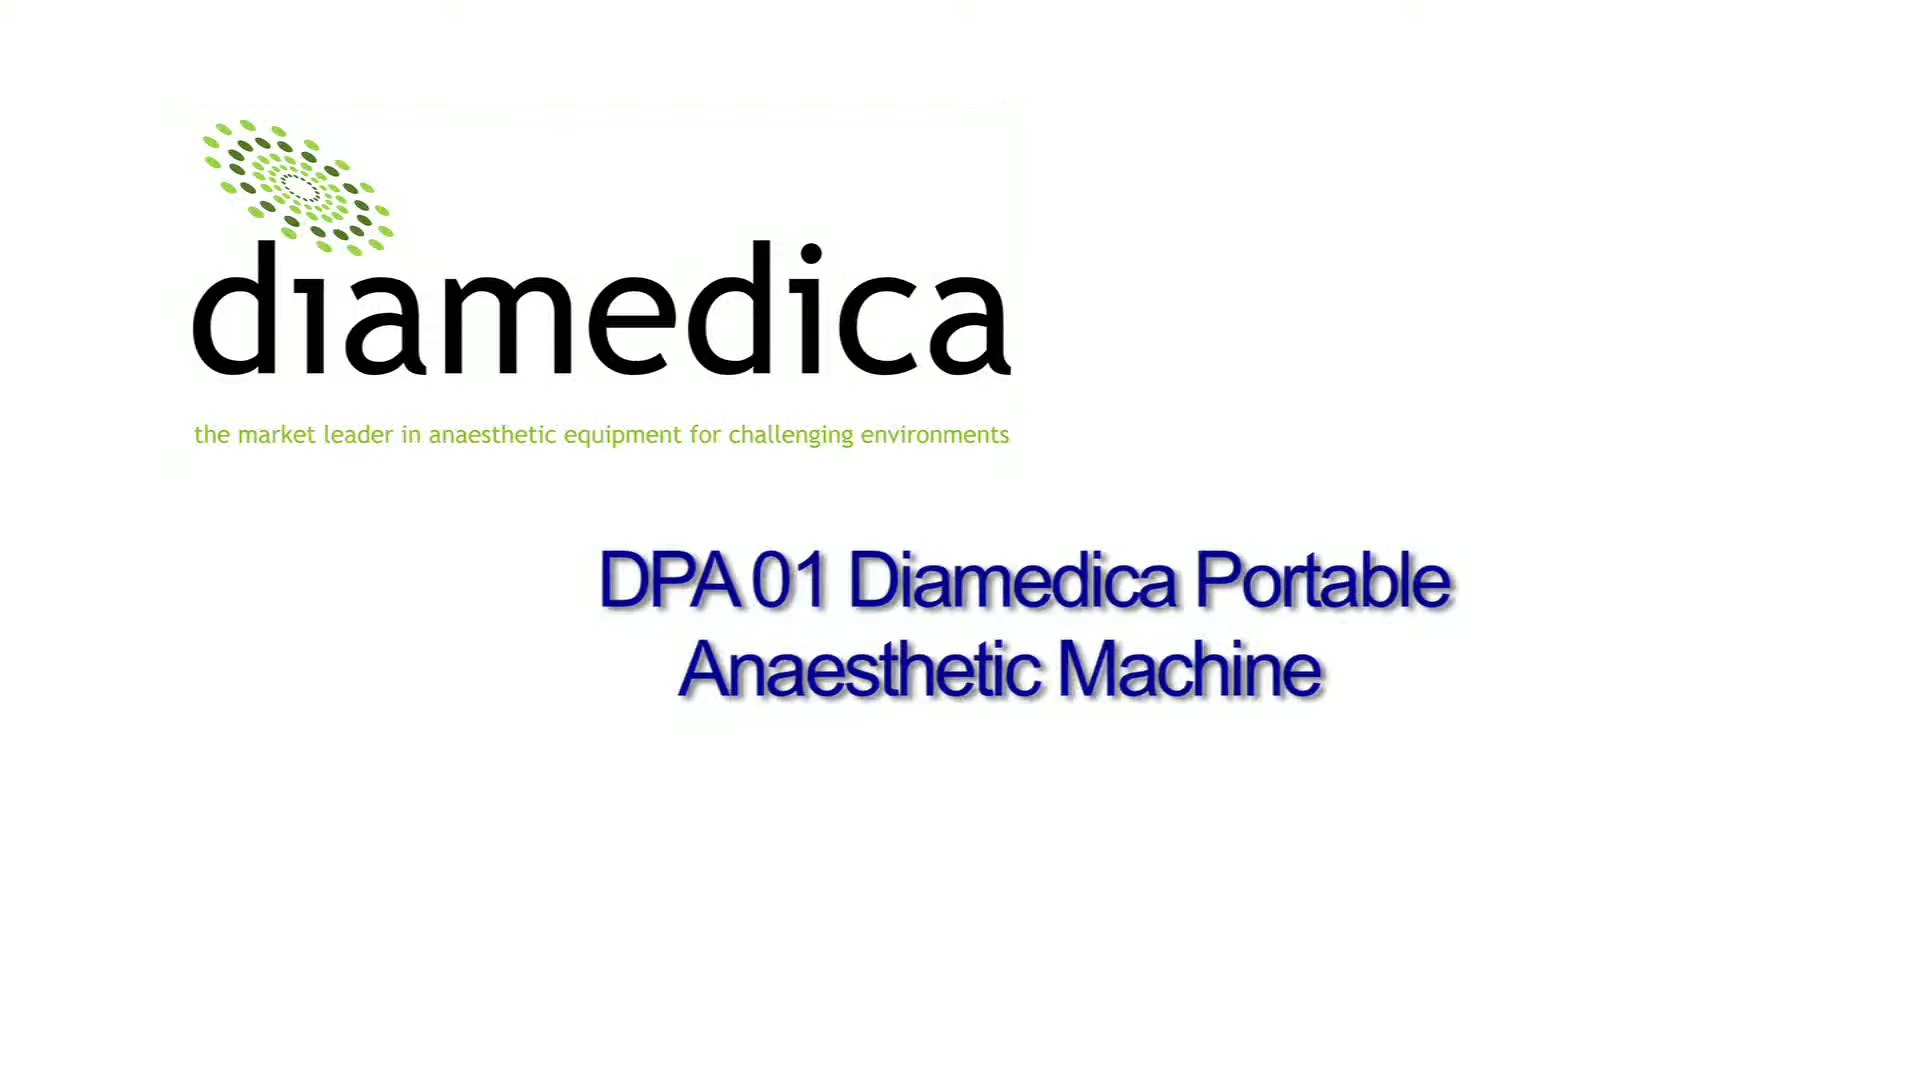 diamedica
the market leader in anaesthetic equipment for challenging environments
DPA 01 Diamedica Portable
Anaesthetic Machine